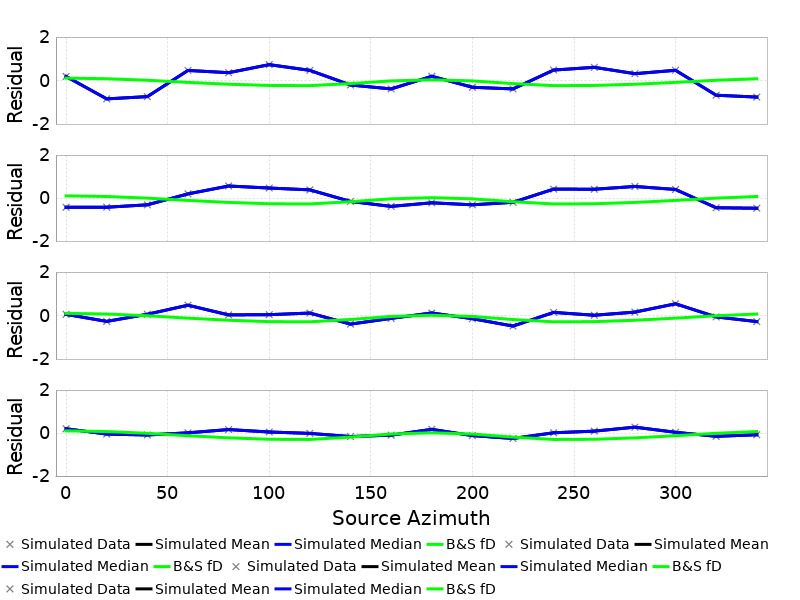 2
0
-2
Residual
2
0
-2
Residual
2
0
-2
Residual
2
0
-2
Residual
0 50 100 150 200 250 300
Source Azimuth
× Simulated Data Simulated Mean Simulated Median B&S fD × Simulated Data Simulated Mean
Simulated Median B&S fD × Simulated Data Simulated Mean Simulated Median B&S fD
× Simulated Data Simulated Mean Simulated Median B&S fD